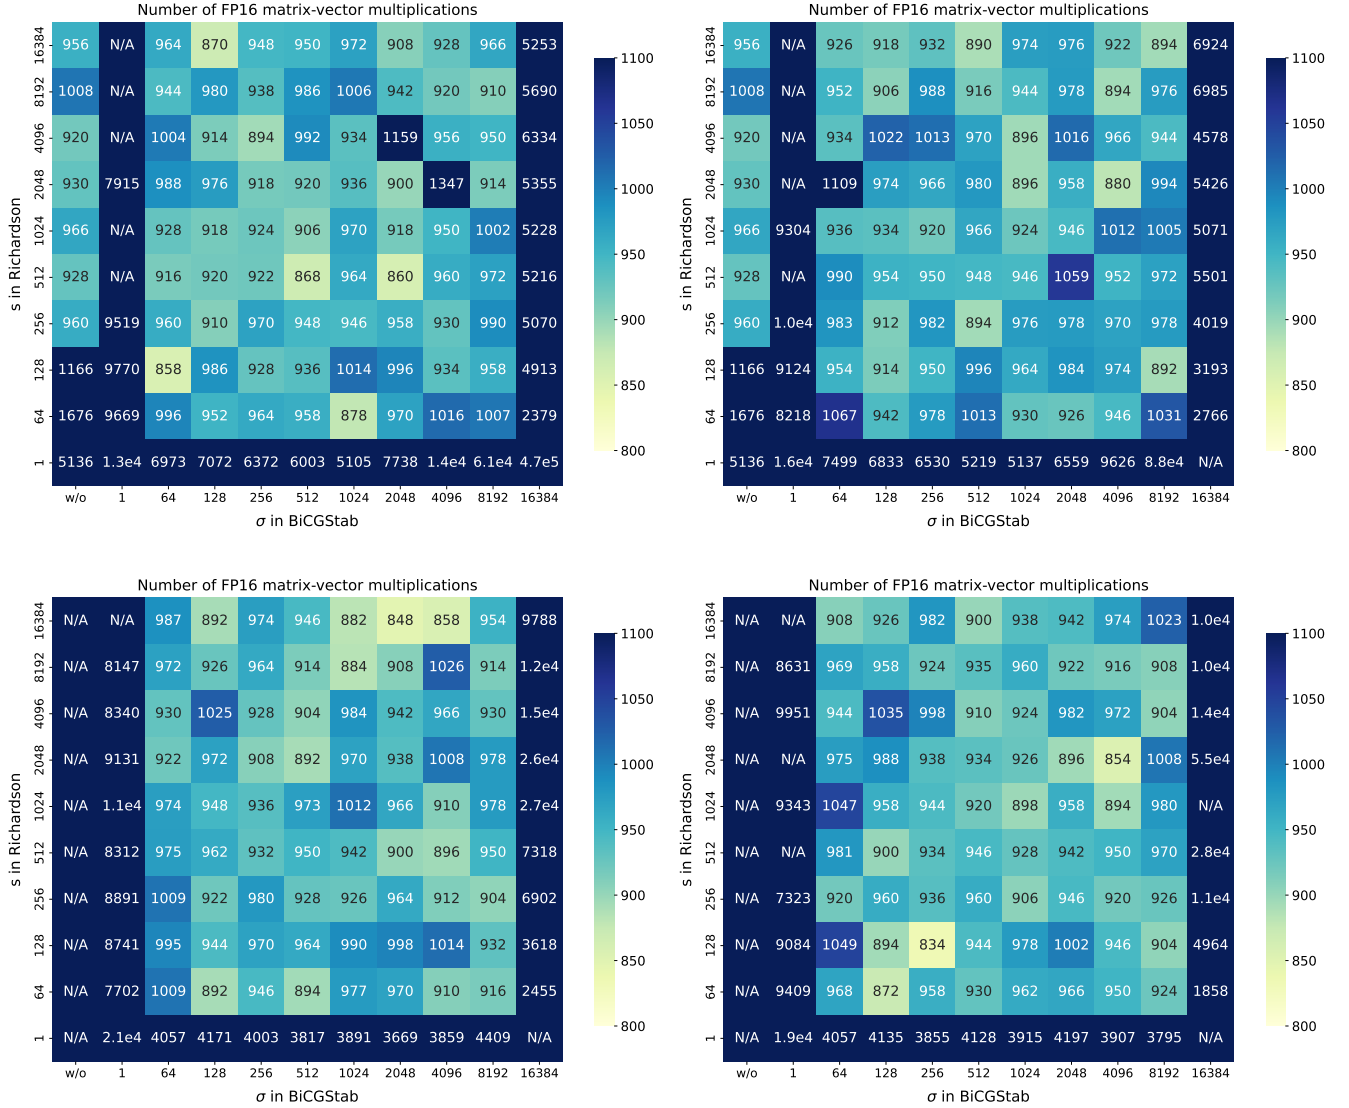 Number of FP16 matrix-vector multiplications
16384 956 N/A 964 870 948 950 972 908 928 966 5253
8192 1008 N/A 944 980 938 986 1006 942 920 910 5690
4096 920 N/A 1004 914 894 992 934 1159 956 950 6334
2048 930 7915 988 976 918 920 936 900 1347 914 5355
1024 966 N/A 928 918 924 906 970 918 950 1002 5228
512 928 N/A 916 920 922 868 964 860 960 972 5216
256 960 9519 960 910 970 948 946 958 930 990 5070
128 1166 9770 858 986 928 936 1014 996 934 958 4913
64 1676 9669 996 952 964 958 878 970 1016 1007 2379
1 5136 1.3e4 6973 7072 6372 6003 5105 7738 1.4e4 6.1e4 4.7e5
w/o 1 64 128 256 512 1024 2048 4096 8192 16384
σ in BiCGStab
s in Richardson
1100
1050
1000
950
900
850
800
Number of FP16 matrix-vector multiplications
16384 956 N/A 926 918 932 890 974 976 922 894 6924
8192 1008 N/A 952 906 988 916 944 978 894 976 6985
4096 920 N/A 934 1022 1013 970 896 1016 966 944 4578
2048 930 N/A 1109 974 966 980 896 958 880 994 5426
1024 966 9304 936 934 920 966 924 946 1012 1005 5071
512 928 N/A 990 954 950 948 946 1059 952 972 5501
256 960 1.0e4 983 912 982 894 976 978 970 978 4019
128 1166 9124 954 914 950 996 964 984 974 892 3193
64 1676 8218 1067 942 978 1013 930 926 946 1031 2766
1 5136 1.6e4 7499 6833 6530 5219 5137 6559 9626 8.8e4 N/A
w/o 1 64 128 256 512 1024 2048 4096 8192 16384
σ in BiCGStab
s in Richardson
1100
1050
1000
950
900
850
800
Number of FP16 matrix-vector multiplications
16384 N/A N/A 987 892 974 946 882 848 858 954 9788
8192 N/A 8147 972 926 964 914 884 908 1026 914 1.2e4
4096 N/A 8340 930 1025 928 904 984 942 966 930 1.5e4
2048 N/A 9131 922 972 908 892 970 938 1008 978 2.6e4
1024 N/A 1.1e4 974 948 936 973 1012 966 910 978 2.7e4
512 N/A 8312 975 962 932 950 942 900 896 950 7318
256 N/A 8891 1009 922 980 928 926 964 912 904 6902
128 N/A 8741 995 944 970 964 990 998 1014 932 3618
64 N/A 7702 1009 892 946 894 977 970 910 916 2455
1 N/A 2.1e4 4057 4171 4003 3817 3891 3669 3859 4409 N/A
w/o 1 64 128 256 512 1024 2048 4096 8192 16384
σ in BiCGStab
s in Richardson
1100
1050
1000
950
900
850
800
Number of FP16 matrix-vector multiplications
16384 N/A N/A 908 926 982 900 938 942 974 1023 1.0e4
8192 N/A 8631 969 958 924 935 960 922 916 908 1.0e4
4096 N/A 9951 944 1035 998 910 924 982 972 904 1.4e4
2048 N/A N/A 975 988 938 934 926 896 854 1008 5.5e4
1024 N/A 9343 1047 958 944 920 898 958 894 980 N/A
512 N/A N/A 981 900 934 946 928 942 950 970 2.8e4
256 N/A 7323 920 960 936 960 906 946 920 926 1.1e4
128 N/A 9084 1049 894 834 944 978 1002 946 904 4964
64 N/A 9409 968 872 958 930 962 966 950 924 1858
1 N/A 1.9e4 4057 4135 3855 4128 3915 4197 3907 3795 N/A
w/o 1 64 128 256 512 1024 2048 4096 8192 16384
σ in BiCGStab
s in Richardson
1100
1050
1000
950
900
850
800